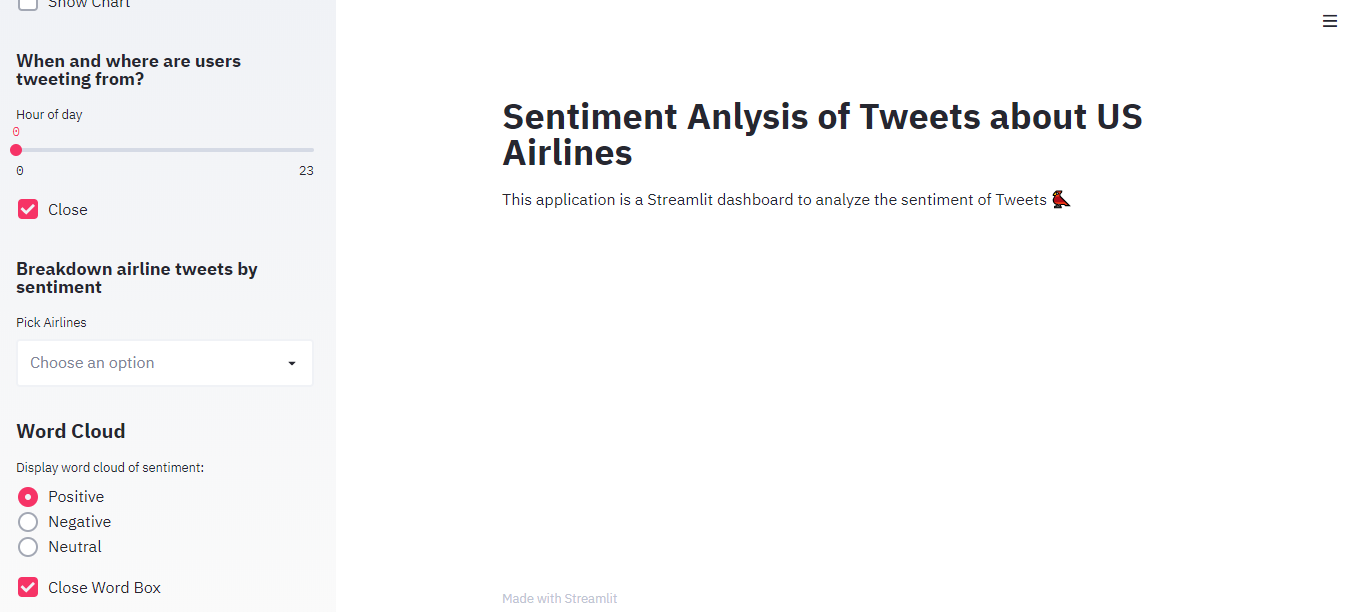 Show Chart
When and where are users
tweeting from?
Hour of day
0
0
23
Close
Breakdown airline tweets by
sentiment
Pick Airlines
Choose an option
Word Cloud
Display word cloud of sentiment:
Positive
Negative
Neutral
Close Word Box
Sentiment Anlysis of Tweets about US
Airlines
This application is a Streamlit dashboard to analyze the sentiment of Tweets
Made with Streamlit